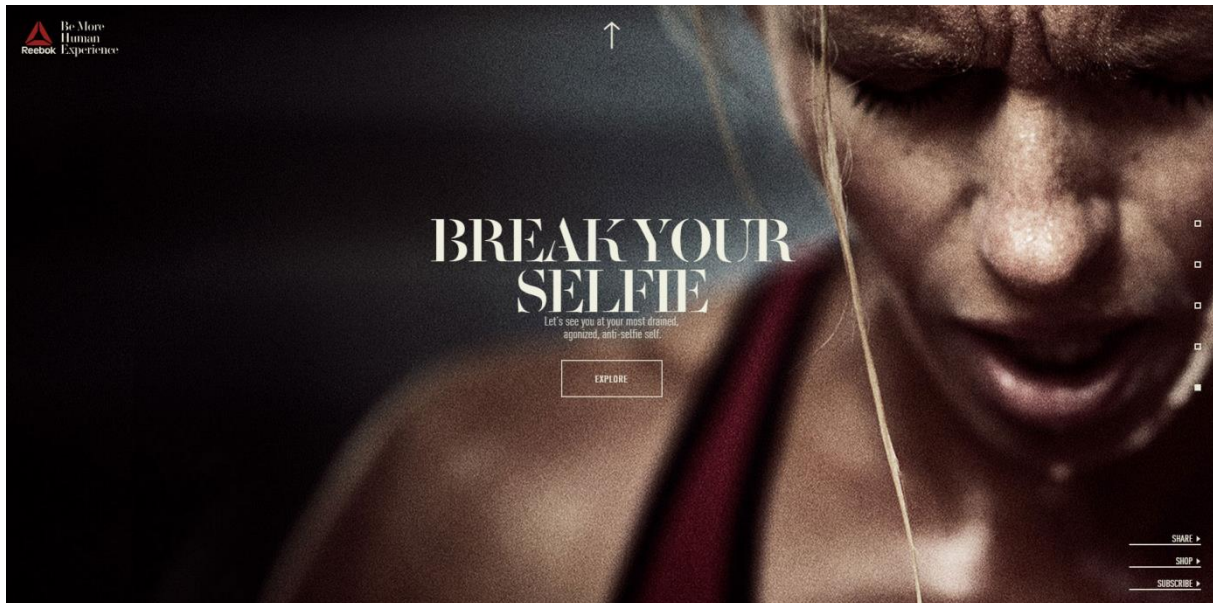 Reebok
Be More
Human
Experience
BREAK YOUR
SELFIE
Let's see you at your most drained,
agonized, anti-selfie self.
EXPLORE
SHARE
SHOP
SUBSCRIBE